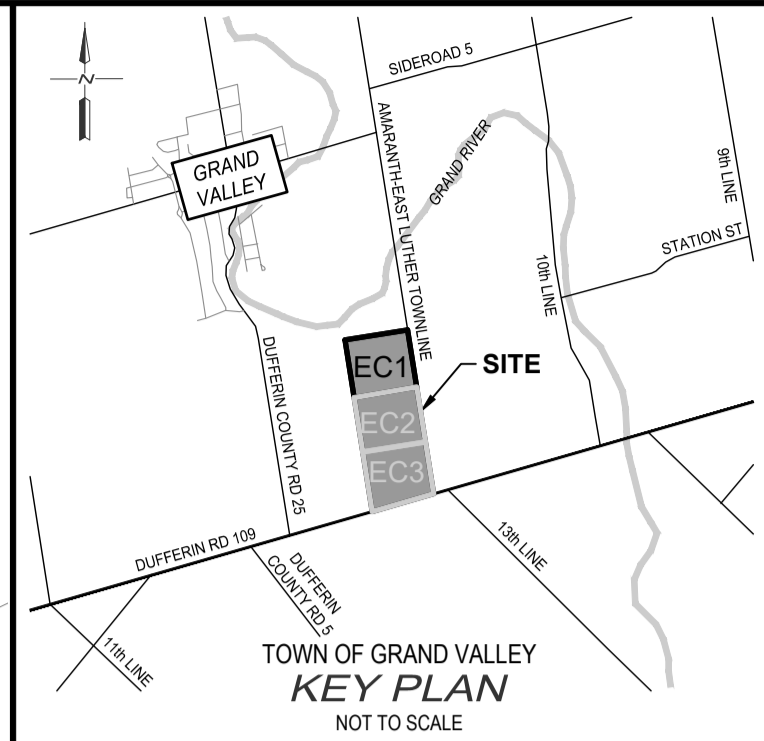 N
SIDEROAD 5
AMARANTH-EAST LUTHER TOWNLINE
GRAND RIVER
GRAND
VALLEY
9th LINE
STATION ST
10th LINE
DUFFERIN COUNTY RD 25
EC1
SITE
EC2
EC3
DUFFERIN RD 109
13th LINE
DUFFERIN
COUNTY RD 5
11th LINE
TOWN OF GRAND VALLEY
KEY PLAN
NOT TO SCALE